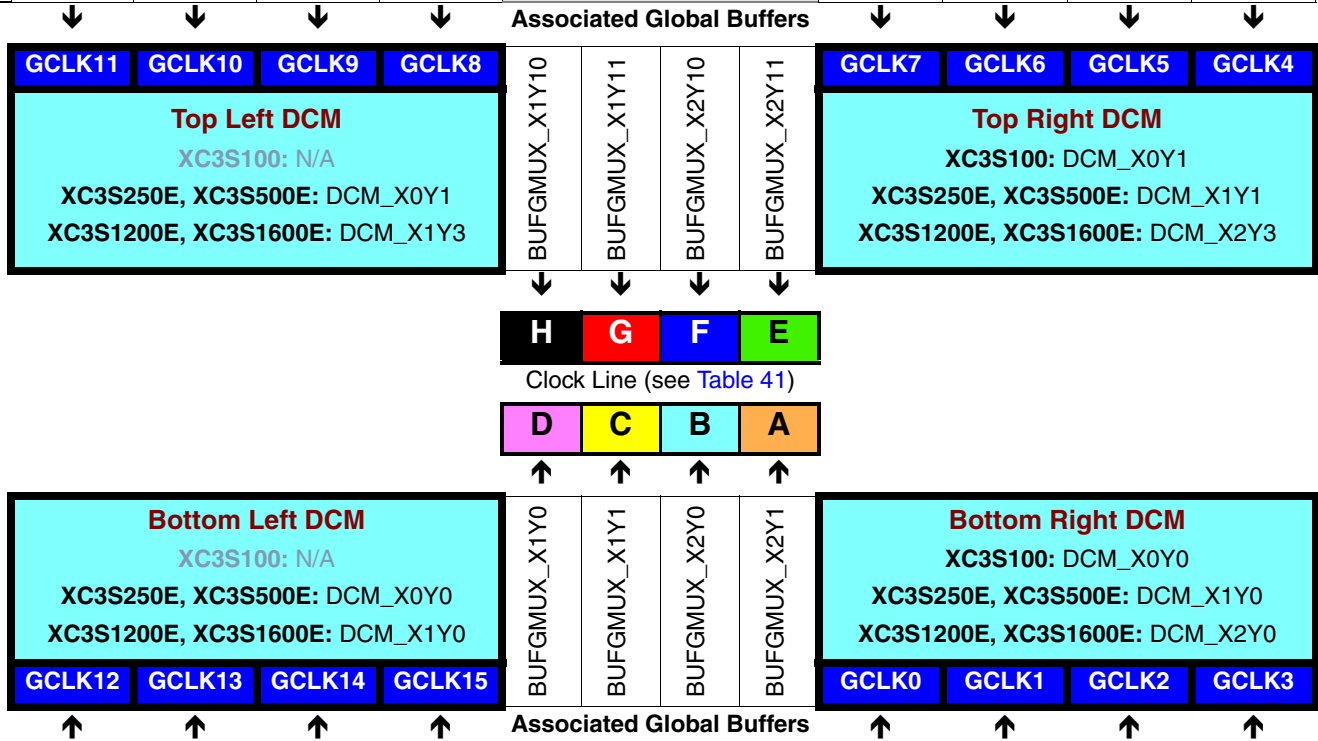 Associated Global Buffers
GCLK11 GCLK10 GCLK9 GCLK8
Top Left DCM
XC3S100: N/A
XC3S250E, XC3S500E: DCM_X0Y1
XC3S1200E, XC3S1600E: DCM_X1Y3
BUFGMUX_X1Y10
BUFGMUX_X1Y11
BUFGMUX_X2Y10
BUFGMUX_X2Y11
GCLK7 GCLK6 GCLK5 GCLK4
Top Right DCM
XC3S100: DCM_X0Y1
XC3S250E, XC3S500E: DCM_X1Y1
XC3S1200E, XC3S1600E: DCM_X2Y3
H G F E
Clock Line (see Table 41)
D C B A
Bottom Left DCM
XC3S100: N/A
XC3S250E, XC3S500E: DCM_X0Y0
XC3S1200E, XC3S1600E: DCM_X1Y0
GCLK12 GCLK13 GCLK14 GCLK15
BUFGMUX_X1Y0
BUFGMUX_X1Y1
BUFGMUX_X2Y0
BUFGMUX_X2Y1
Bottom Right DCM
XC3S100: DCM_X0Y0
XC3S250E, XC3S500E: DCM_X1Y0
XC3S1200E, XC3S1600E: DCM_X2Y0
GCLK0 GCLK1 GCLK2 GCLK3
Associated Global Buffers